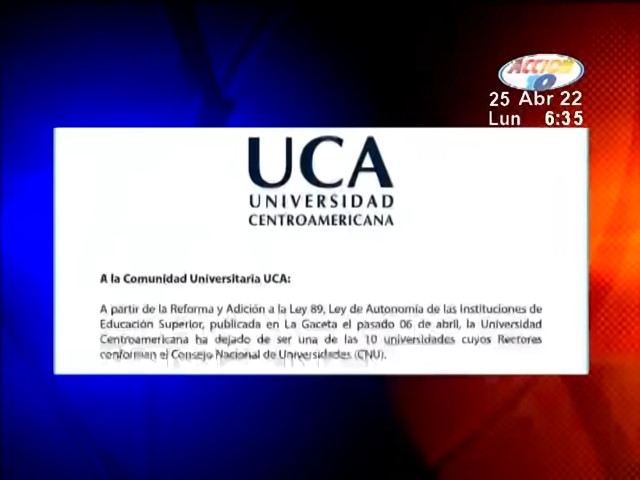 ACCION
10
25 Abr 22
Lun 6:35
UCA
UNIVERSIDAD
CENTROAMERICANA
A la Comunidad Universitaria UCA:
A partir de la Reforma y Adición a la Ley 89, Ley de Autonomía de las Instituciones de
Educación Superior, publicada en La Gaceta el pasado 06 de abril, la Universidad
Centroamericana ha dejado de ser una de las 10 universidades cuyos Rectores
conforman el Consejo Nacional de Universidades (CNU).